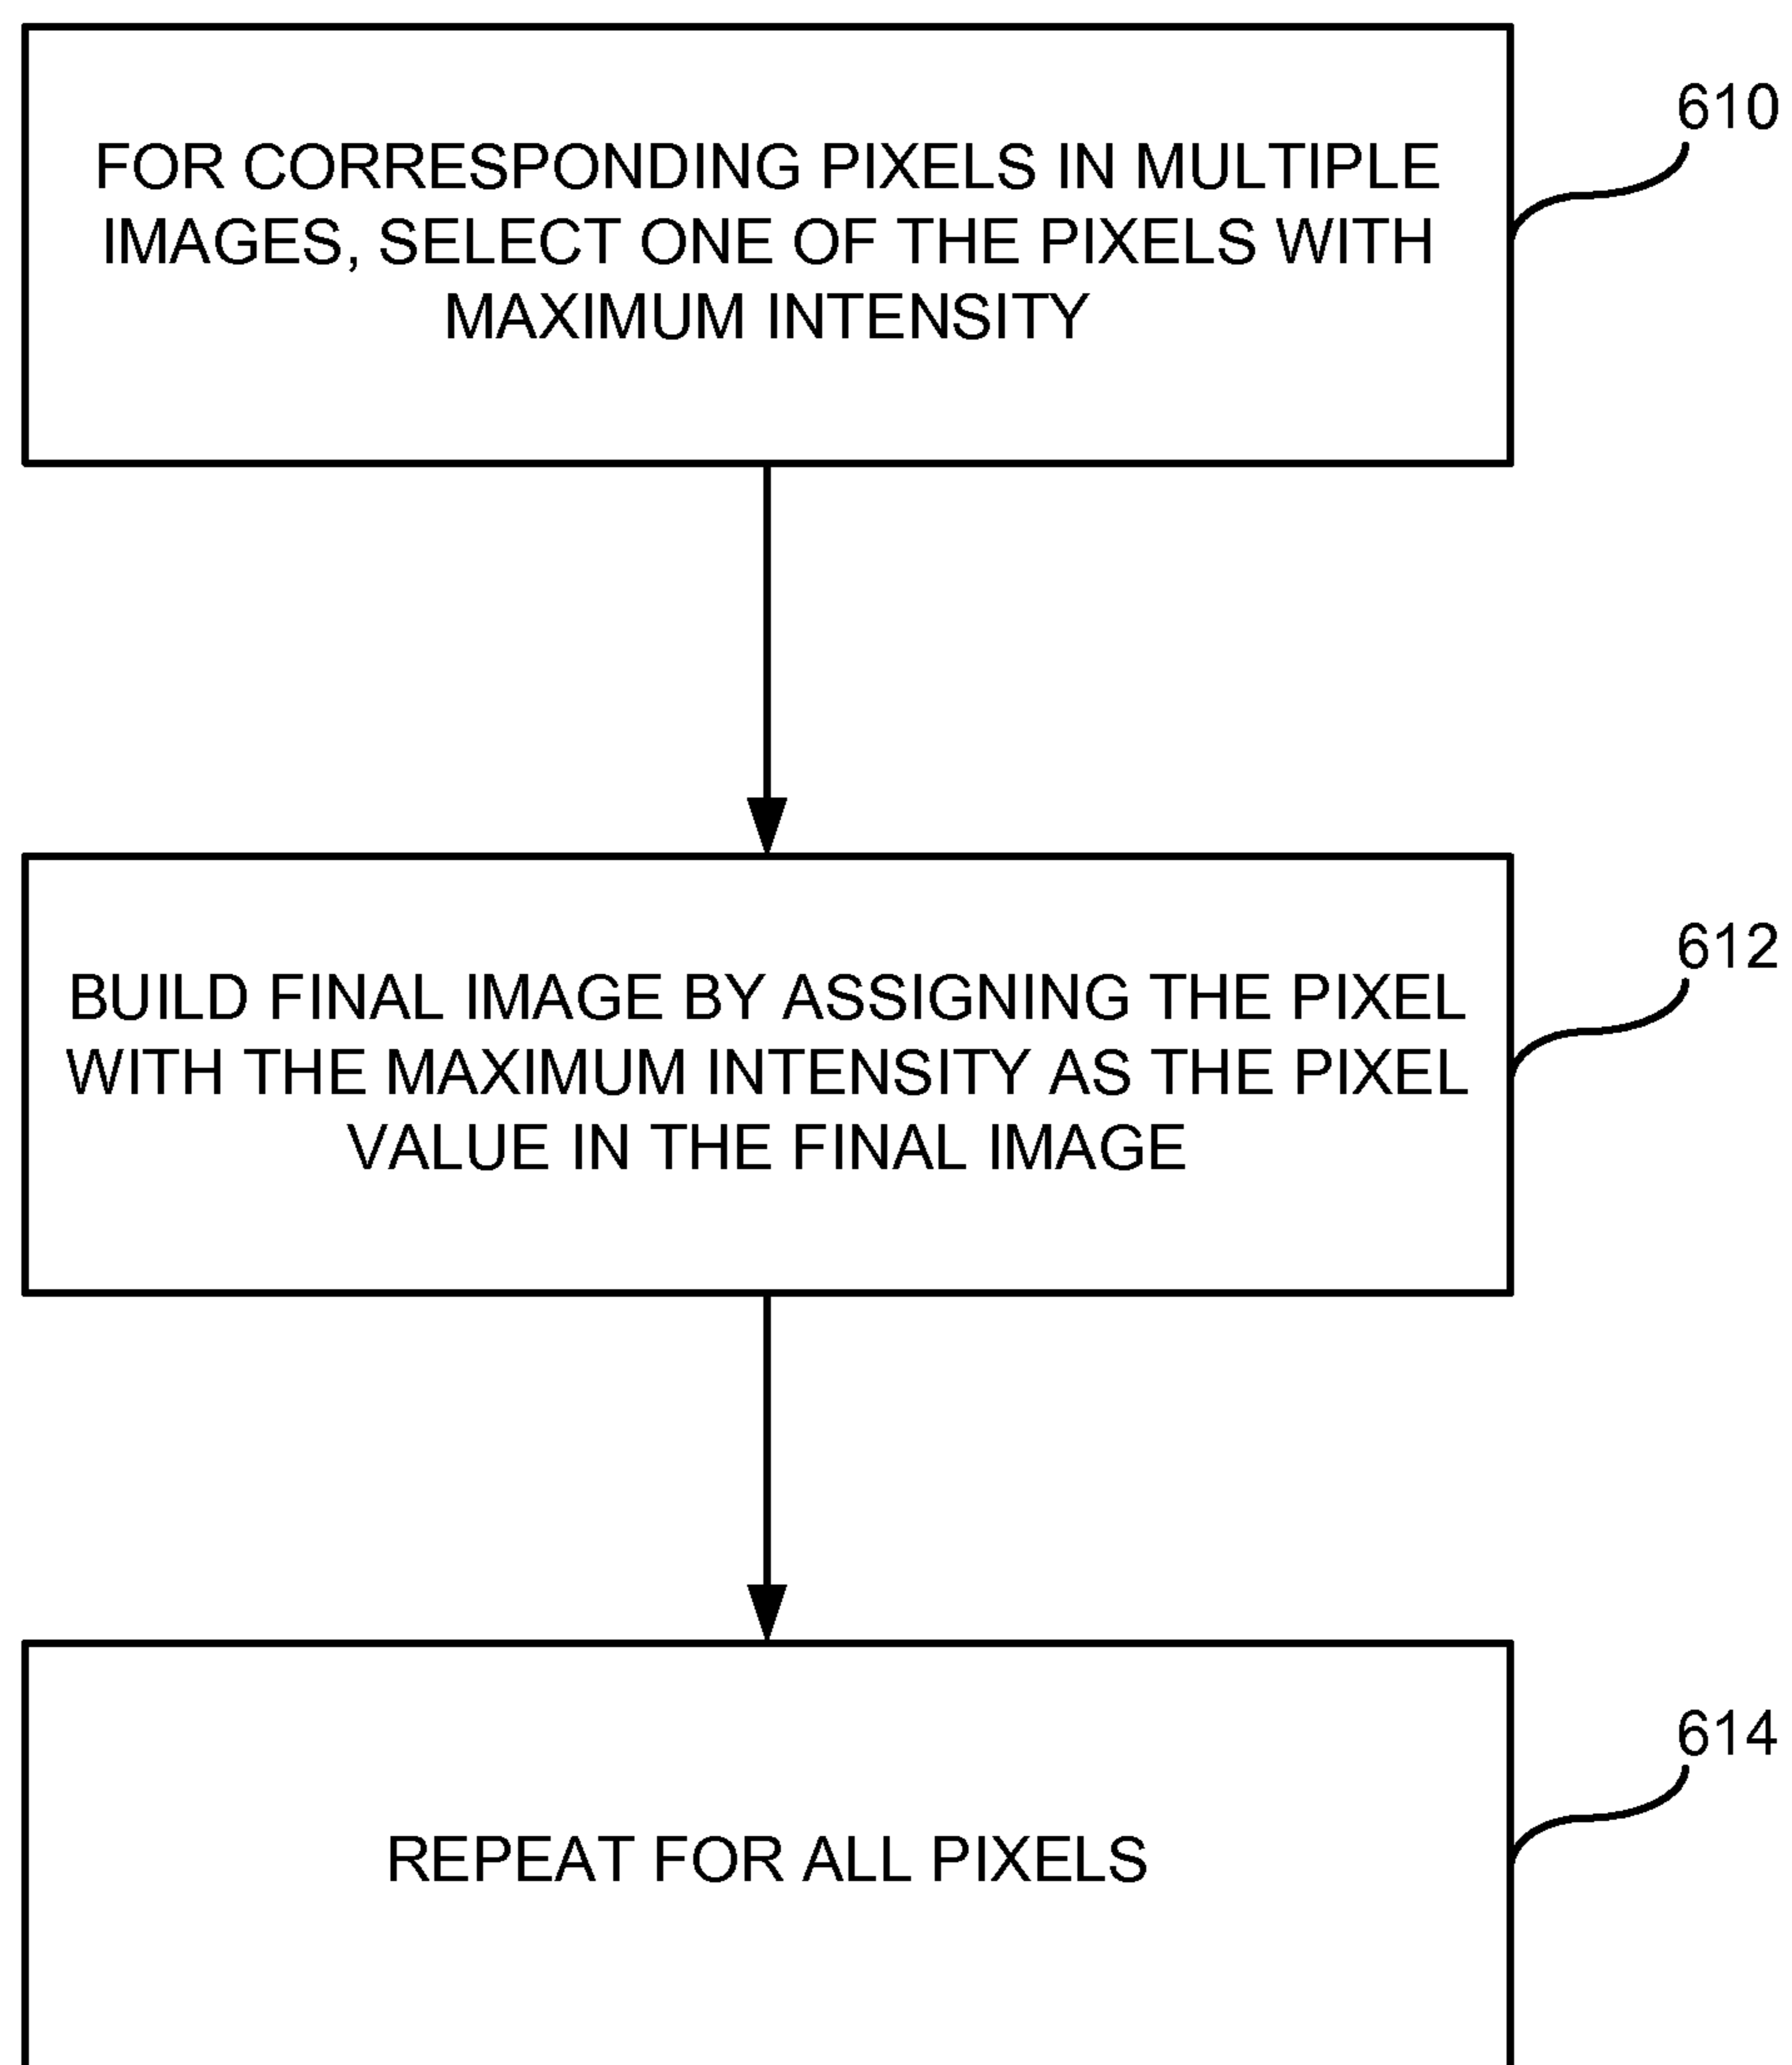 610
FOR CORRESPONDING PIXELS IN MULTIPLE
IMAGES, SELECT ONE OF THE PIXELS WITH
MAXIMUM INTENSITY
612
BUILD FINAL IMAGE BY ASSIGNING THE PIXEL
WITH THE MAXIMUM INTENSITY AS THE PIXEL
VALUE IN THE FINAL IMAGE
614
REPEAT FOR ALL PIXELS